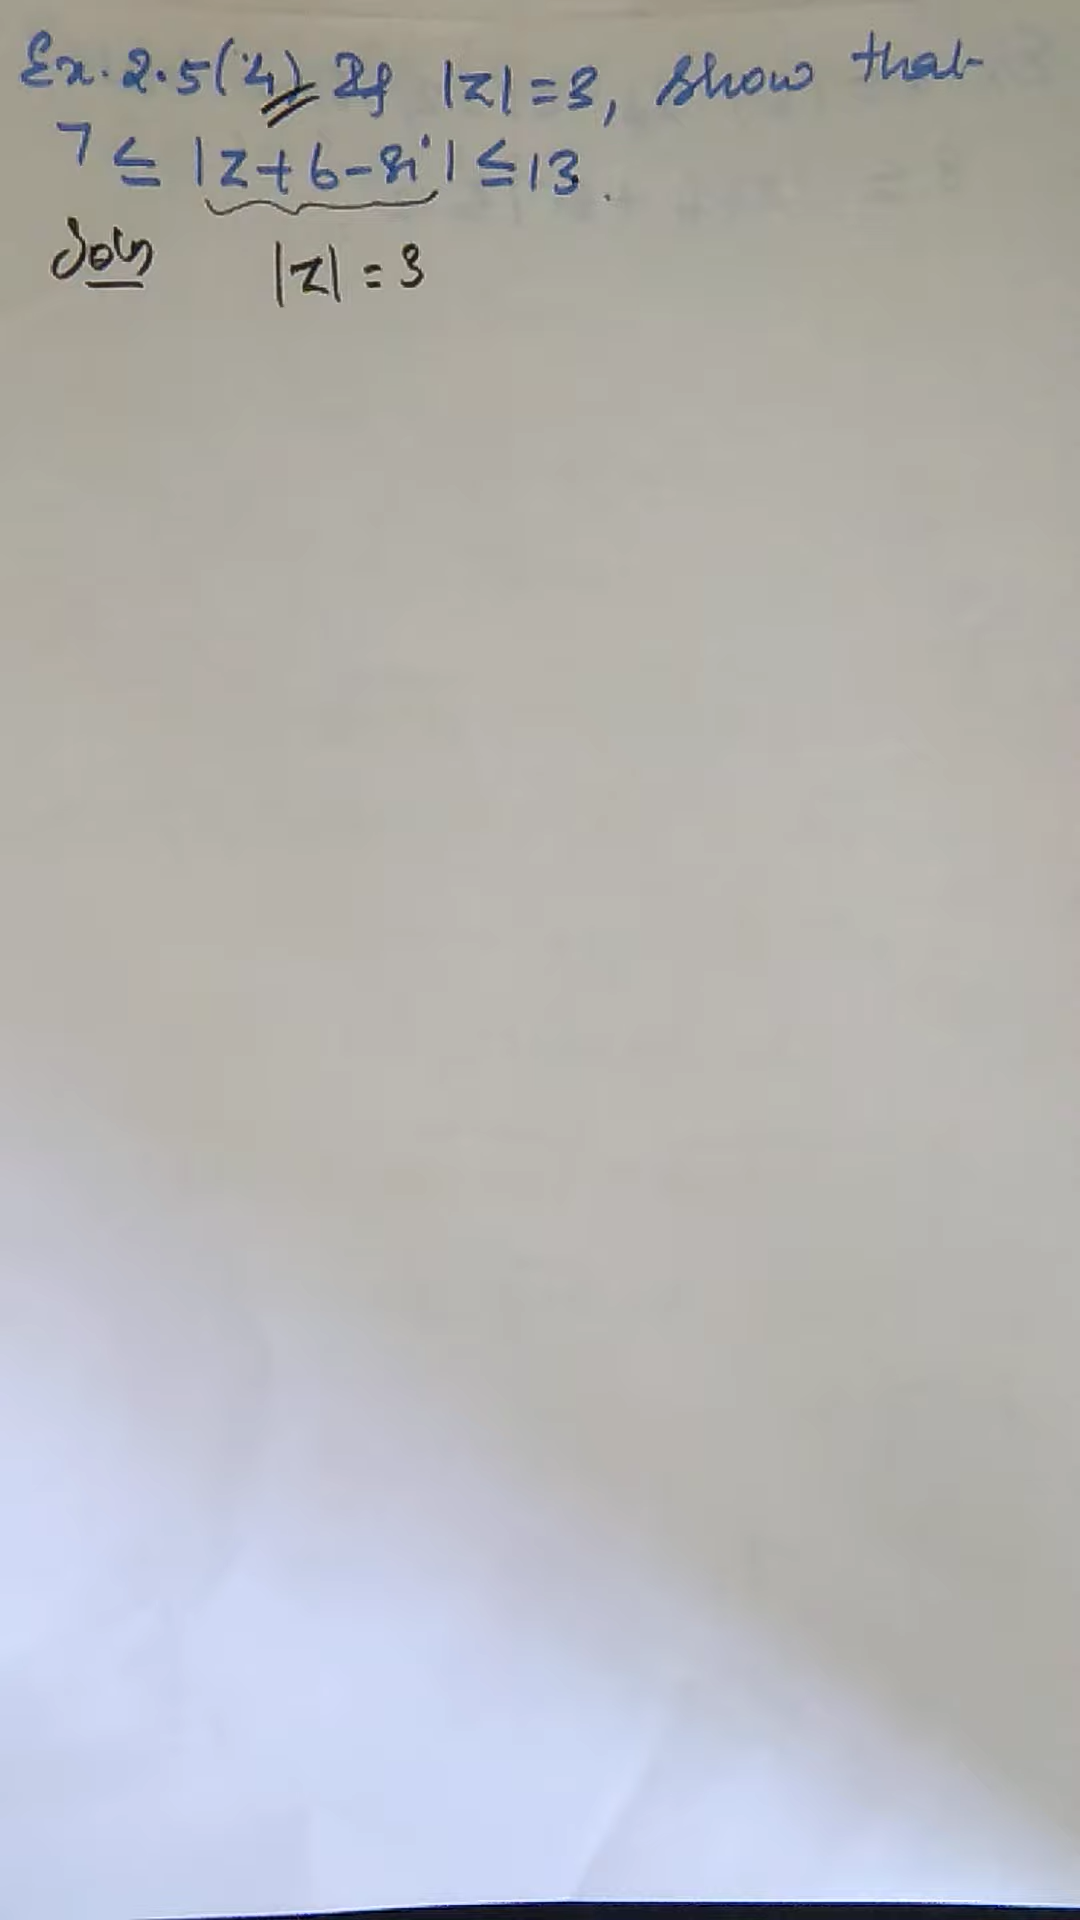 Ex. 2.5(4) If |z| = 3, show that
7 ≤ |z + 6 - 8i| ≤ 13.
Soln |z| = 3